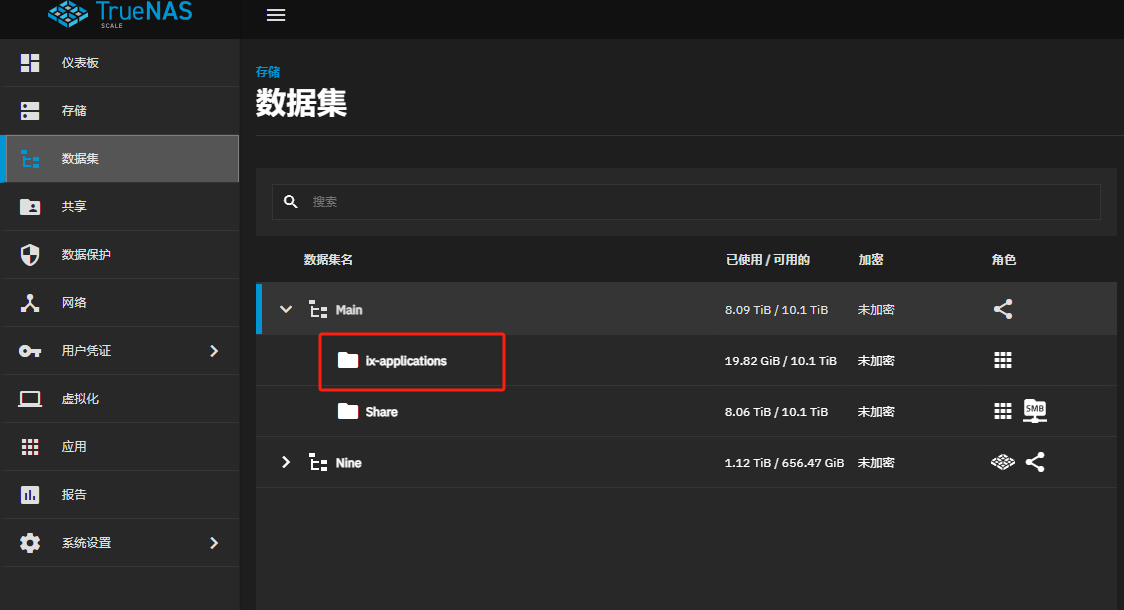 TrueNAS
SCALE
仪表板
存储
数据集
共享
数据保护
网络
用户凭证
虚拟化
应用
报告
系统设置
存储
数据集
搜索
数据集名 已使用 / 可用的 加密 角色
Main 8.09 TiB / 10.1 TiB 未加密
ix-applications 19.82 GiB / 10.1 TiB 未加密
Share 8.06 TiB / 10.1 TiB 未加密 SMB
Nine 1.12 TiB / 656.47 GiB 未加密